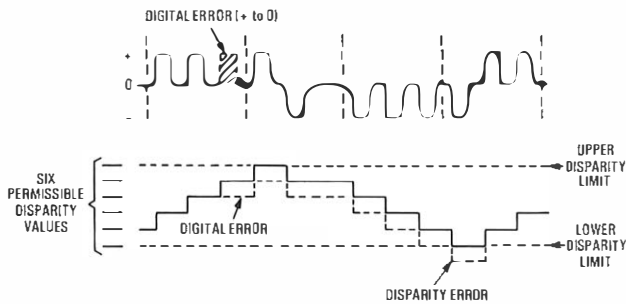 DIGITAL ERROR (+ to 0)
+
0
–
UPPER
DISPARITY
LIMIT
SIX
PERMISSIBLE
DISPARITY
VALUES
DIGITAL ERROR
LOWER
DISPARITY
LIMIT
DISPARITY ERROR